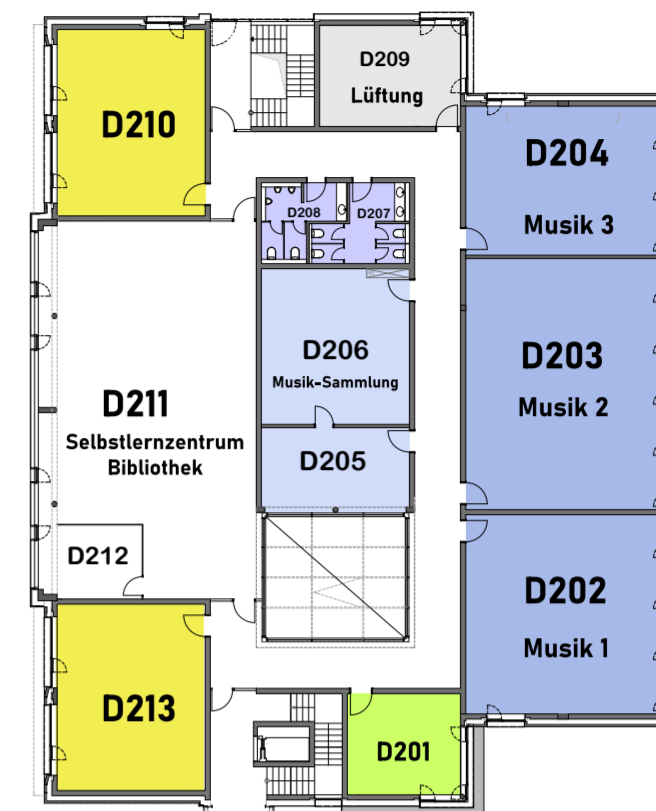 D209
Lüftung
D210
D204
Musik 3
D208
D207
D206
Musik-Sammlung
D203
Musik 2
D211
Selbstlernzentrum
Bibliothek
D205
D212
D202
Musik 1
D213
D201